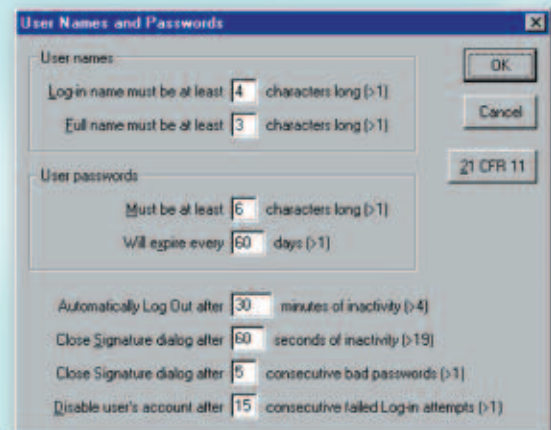 User Names and Passwords
User names
Log-in name must be at least 4 characters long (>1)
Full name must be at least 3 characters long (>1)
OK
Cancel
21 CFR 11
User passwords
Must be at least 6 characters long (>1)
Will expire every 60 days (>1)
Automatically Log Out after 30 minutes of inactivity (>4)
Close Signature dialog after 60 seconds of inactivity (>19)
Close Signature dialog after 5 consecutive bad passwords (>1)
Disable user's account after 15 consecutive failed Log-in attempts (>1)